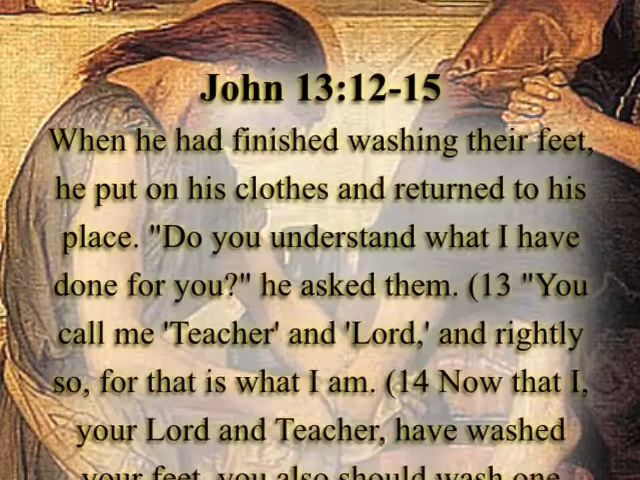 John 13:12-15
When he had finished washing their feet,
he put on his clothes and returned to his
place. "Do you understand what I have
done for you?" he asked them. (13 "You
call me 'Teacher' and 'Lord,' and rightly
so, for that is what I am. (14 Now that I,
your Lord and Teacher, have washed
your feet, you also should wash one